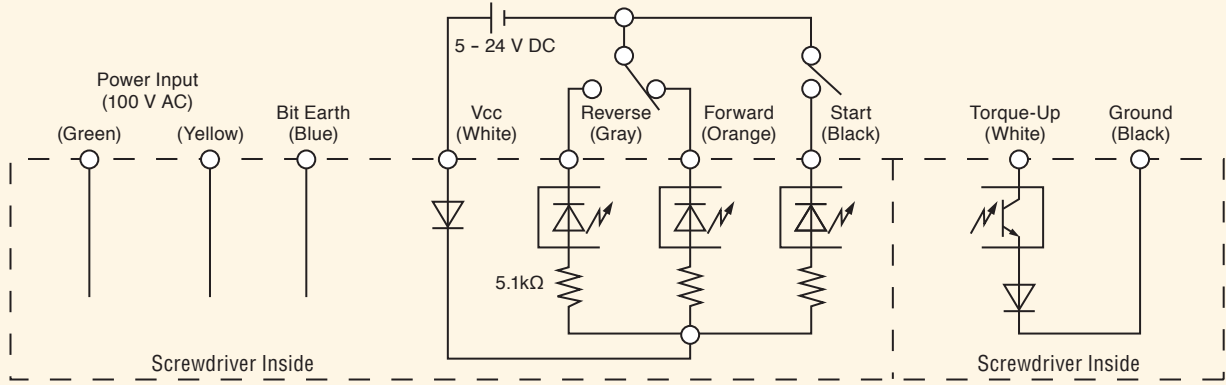 5 – 24 V DC
Power Input
(100 V AC)
(Green)
(Yellow)
Bit Earth
(Blue)
Vcc
(White)
Reverse
(Gray)
Forward
(Orange)
Start
(Black)
Torque-Up
(White)
Ground
(Black)
5.1kΩ
Screwdriver Inside
Screwdriver Inside